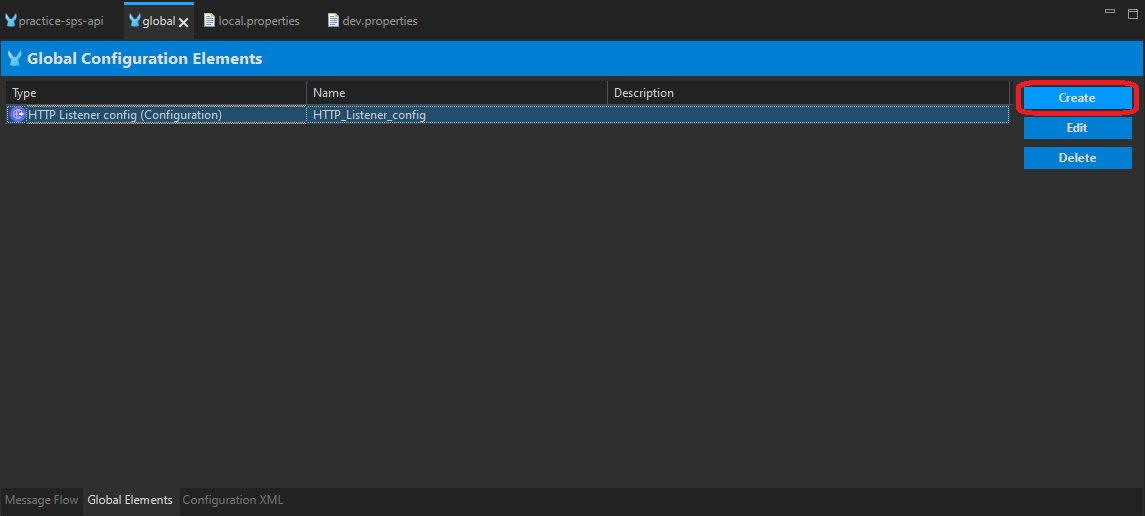 practice-sps-api global local.properties dev.properties
Global Configuration Elements
Type Name Description
HTTP Listener config (Configuration) HTTP_Listener_config
Create
Edit
Delete
Message Flow Global Elements Configuration XML